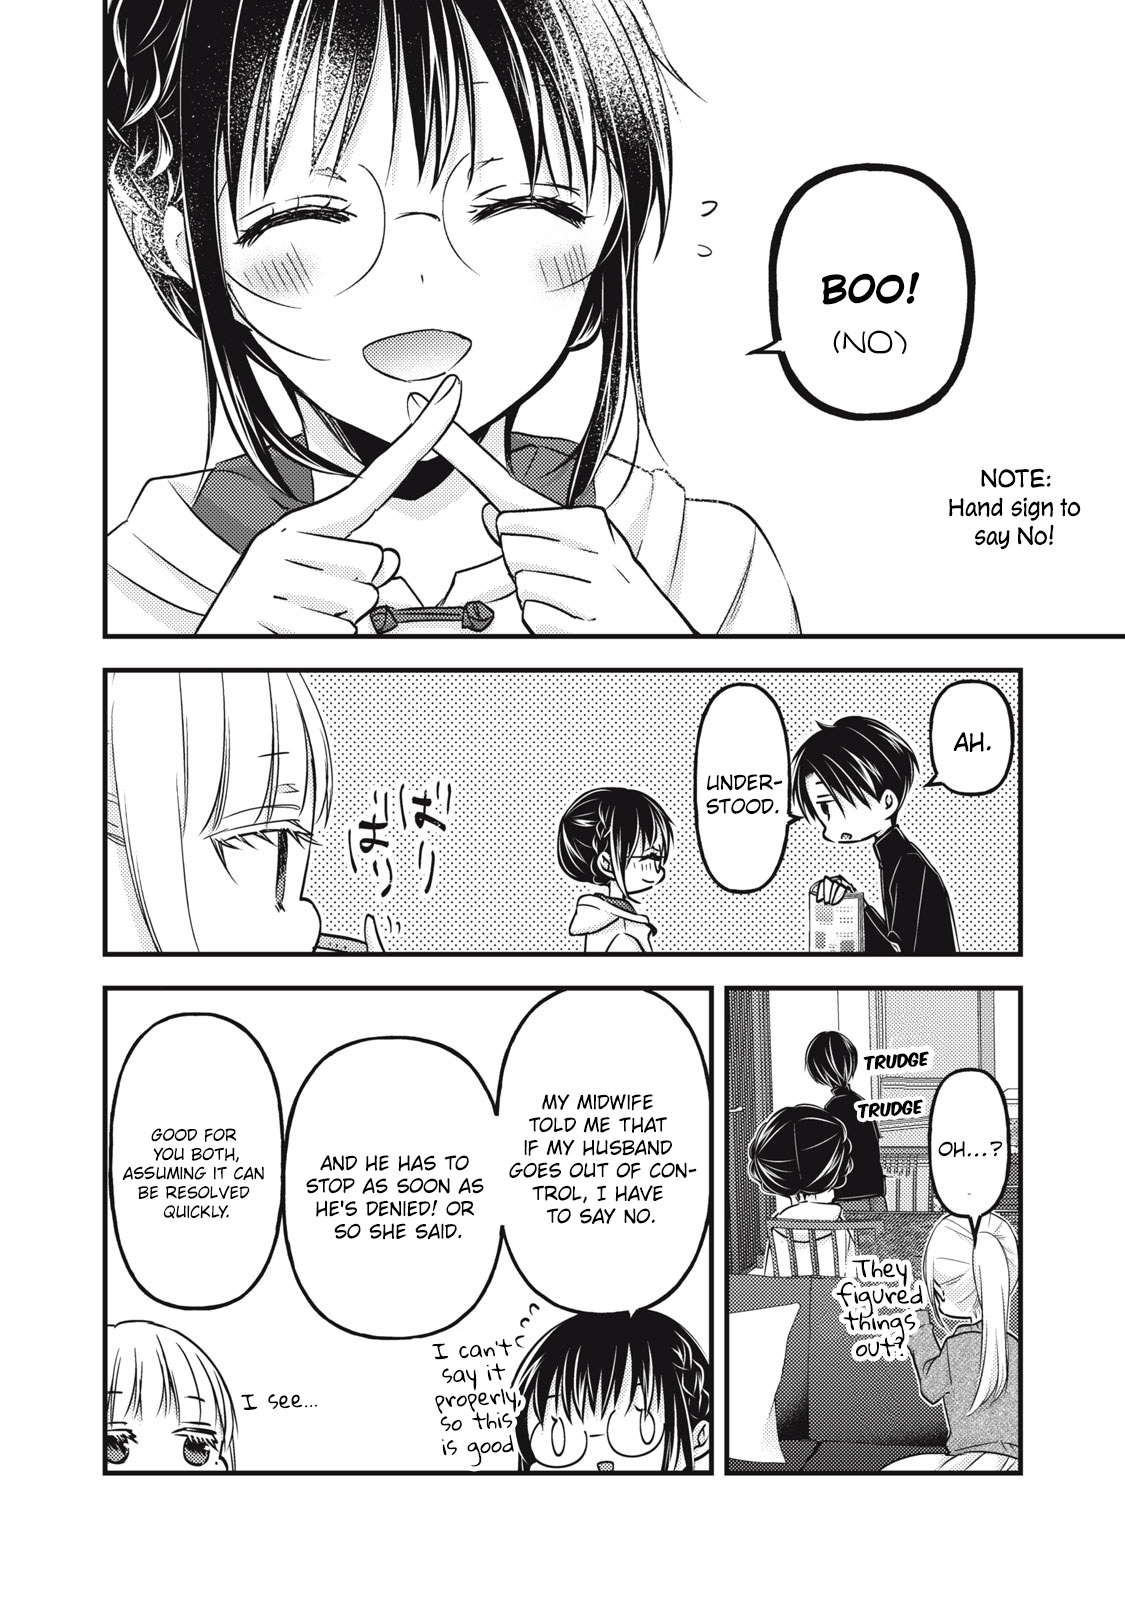 BOO!
(NO)
NOTE:
Hand sign to
say No!
AH.
UNDER-
STOOD.
ぱり
ぽり
TRUDGE
TRUDGE
OH...?
They
figured
things
out?
MY MIDWIFE
TOLD ME THAT
IF MY HUSBAND
GOES OUT OF CON-
TROL, I HAVE
TO SAY NO.
AND HE HAS TO
STOP AS SOON AS
HE'S DENIED! OR
SO SHE SAID.
I can't
say it
properly,
so this
is good
GOOD FOR
YOU BOTH,
ASSUMING IT CAN
BE RESOLVED
QUICKLY.
I see...